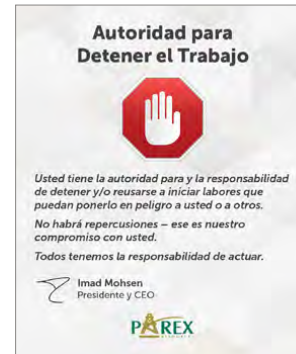 Autoridad para
Detener el Trabajo
Usted tiene la autoridad para y la responsabilidad
de detener y/o reusarse a iniciar labores que
puedan ponerlo en peligro a usted o a otros.
No habrá repercusiones – ese es nuestro
compromiso con usted.
Todos tenemos la responsabilidad de actuar.
Imad Mohsen
Presidente y CEO
PAREX